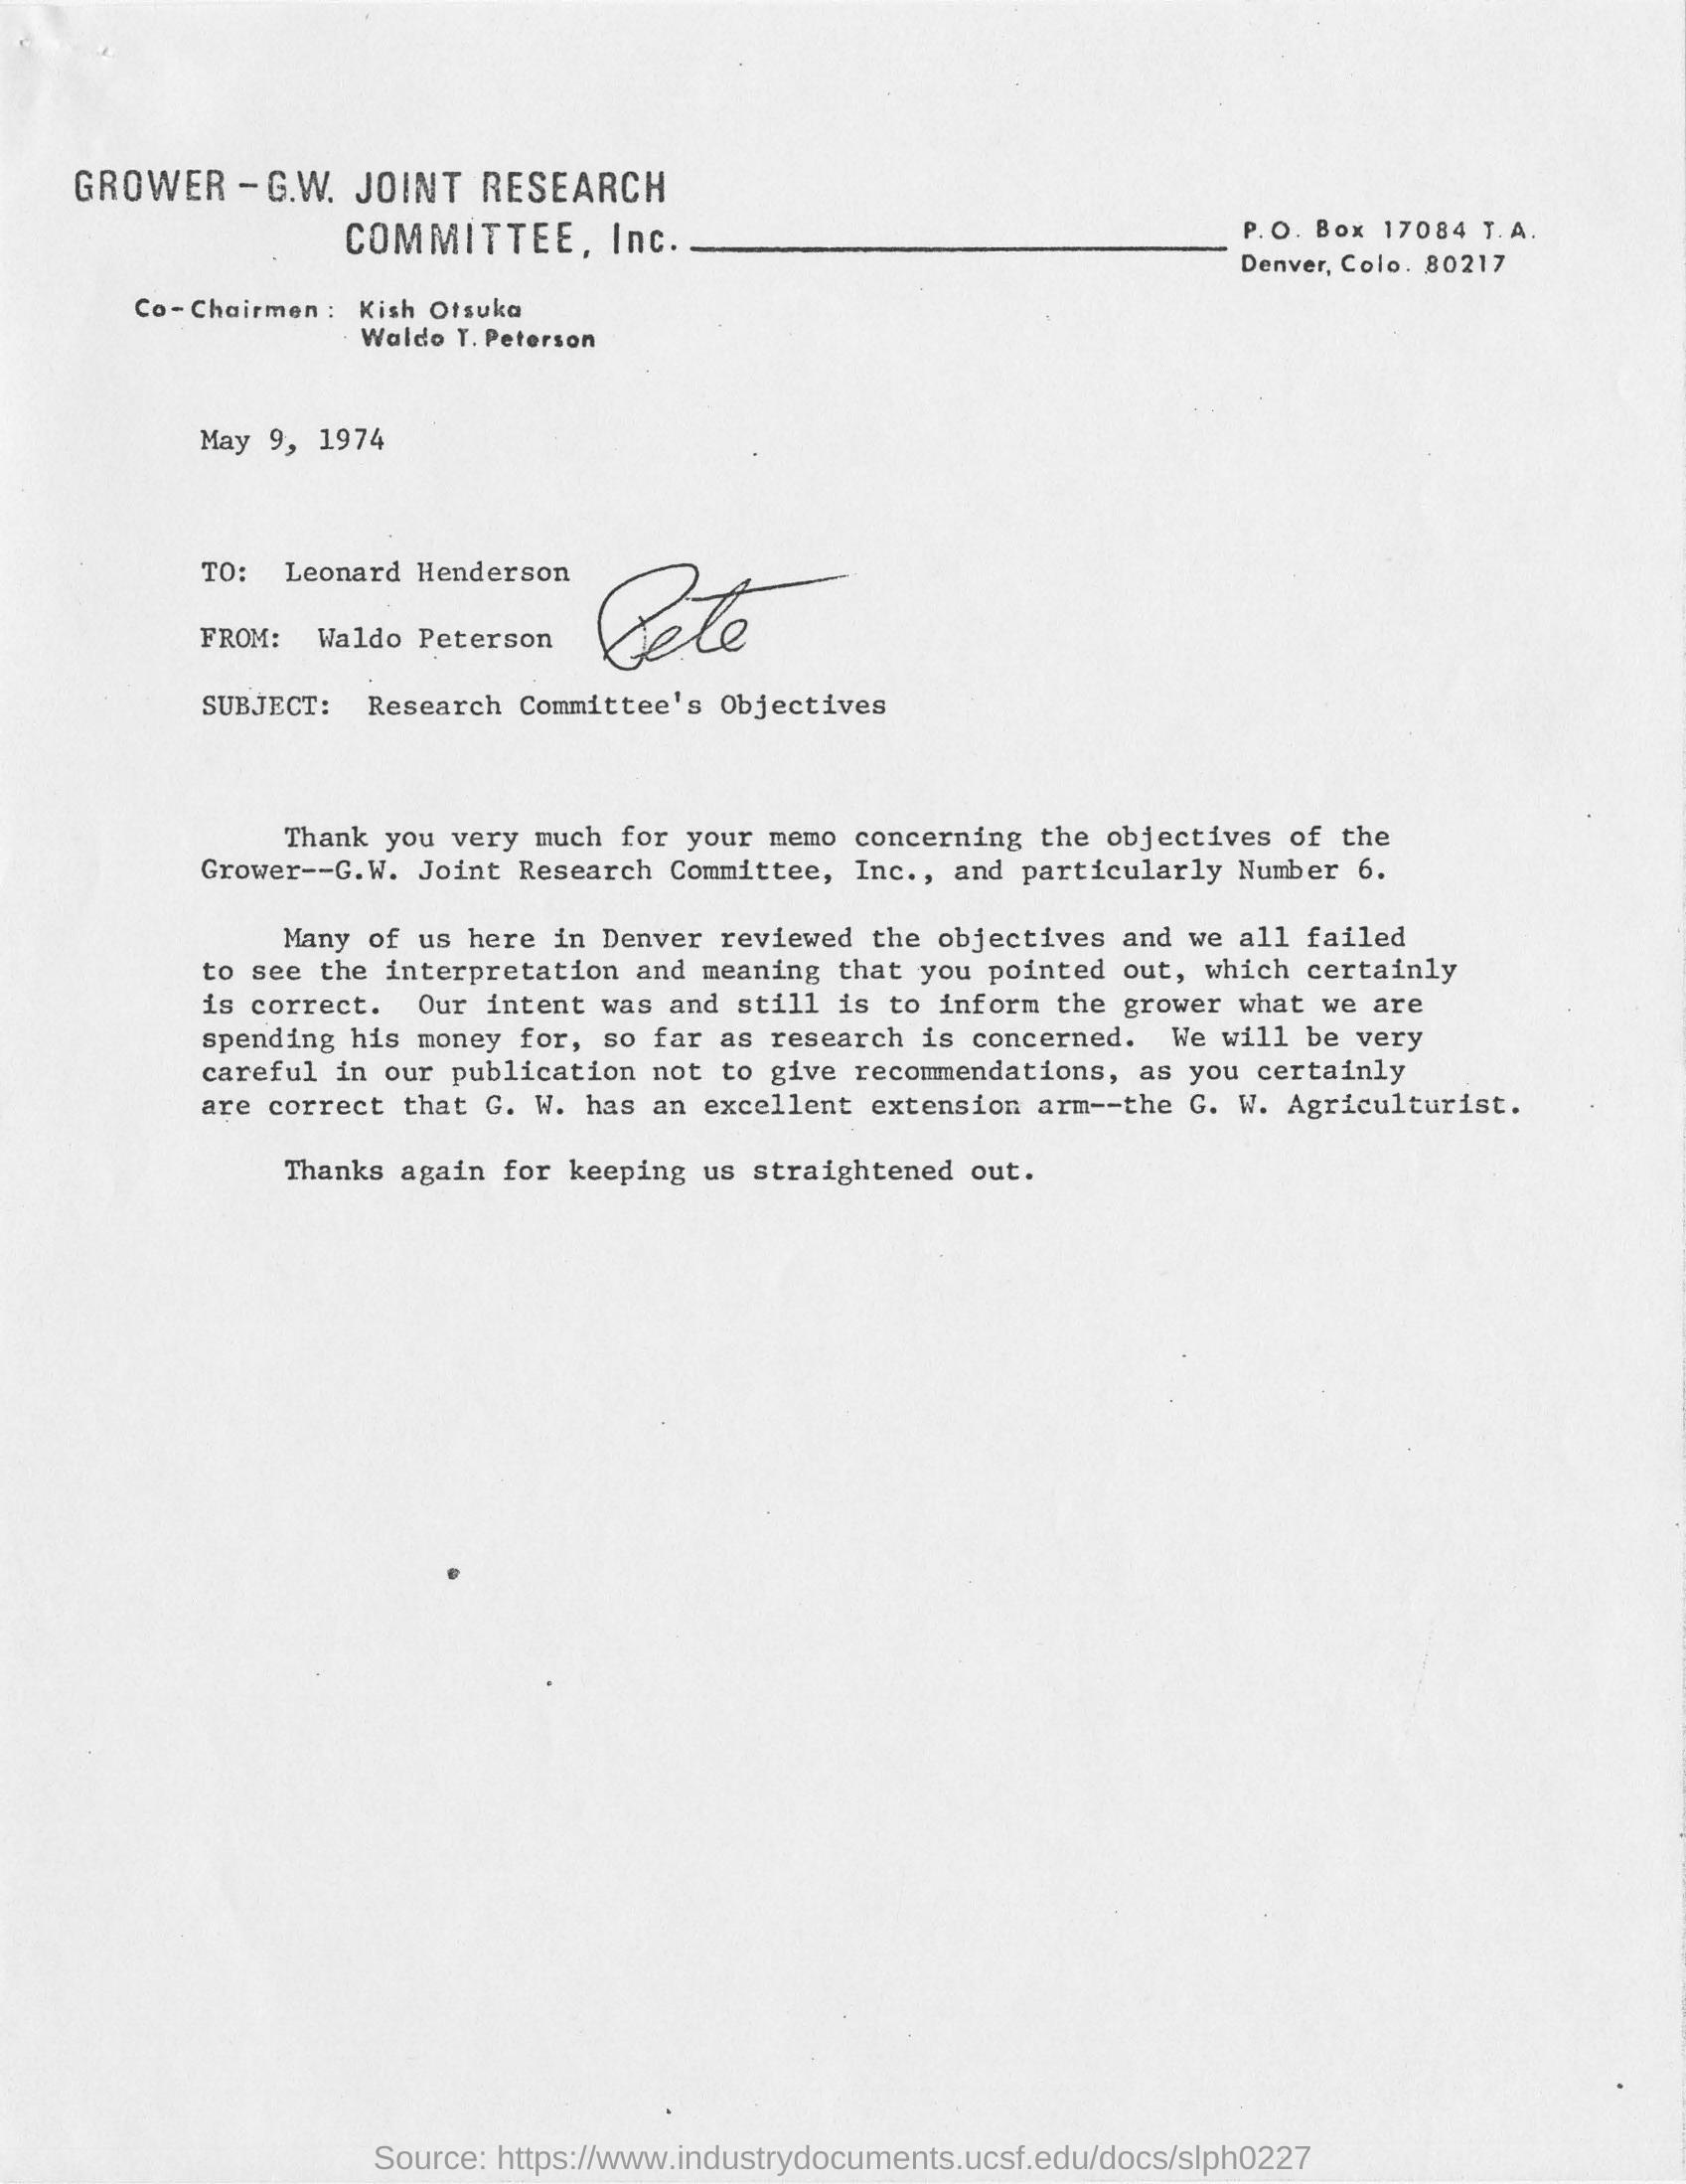 GROWER - G.W. JOINT RESEARCH
COMMITTEE, Inc.
P.O. Box 17084 T.A.
Denver, Colo. 80217
Co-Chairmen: Kish Otsuka
Waldo T. Peterson
May 9, 1974
TO: Leonard Henderson
FROM: Waldo Peterson
Pete
SUBJECT: Research Committee's Objectives
Thank you very much for your memo concerning the objectives of the
Grower--G.W. Joint Research Committee, Inc., and particularly Number 6.
Many of us here in Denver reviewed the objectives and we all failed
to see the interpretation and meaning that you pointed out, which certainly
is correct. Our intent was and still is to inform the grower what we are
spending his money for, so far as research is concerned. We will be very
careful in our publication not to give recommendations, as you certainly
are correct that G. W. has an excellent extension arm--the G. W. Agriculturist.
Thanks again for keeping us straightened out.
Source: https://www.industrydocuments.ucsf.edu/docs/slph0227